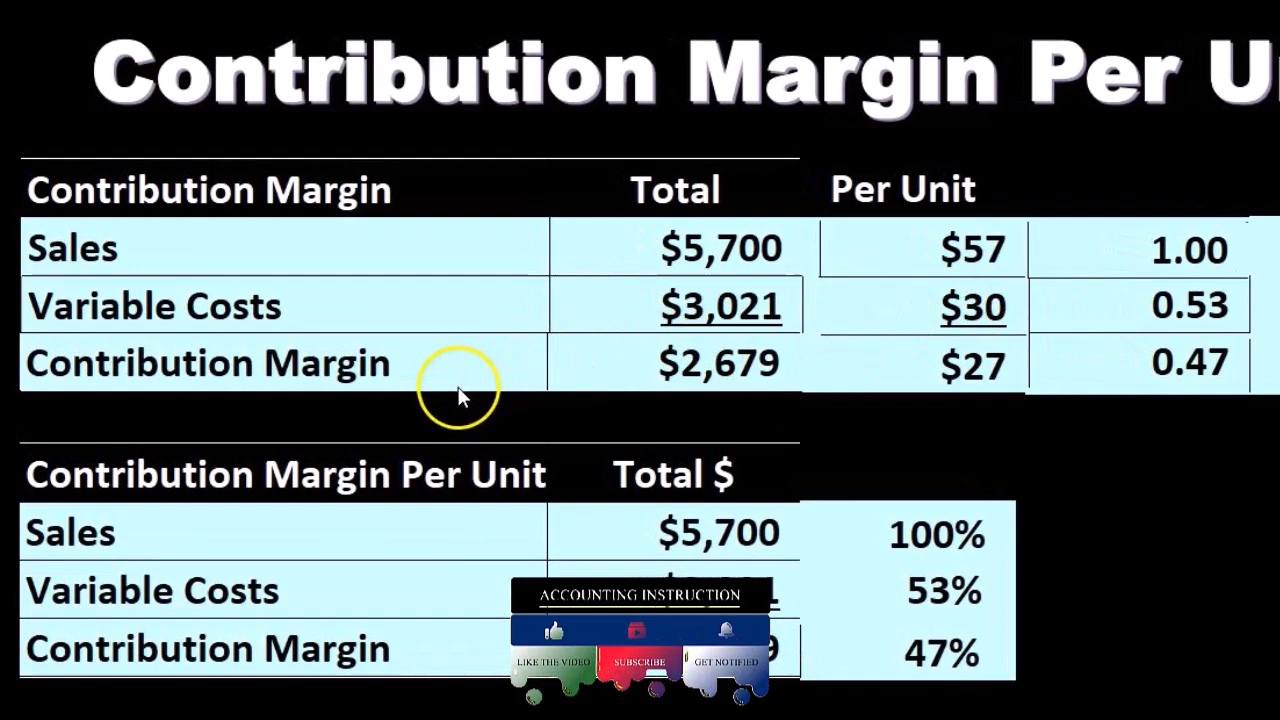 Contribution Margin Per U
Contribution Margin Total Per Unit
Sales $5,700 $57 1.00
Variable Costs $3,021 $30 0.53
Contribution Margin $2,679 $27 0.47
Contribution Margin Per Unit Total $
Sales $5,700 100%
Variable Costs 53%
Contribution Margin 47%
ACCOUNTING INSTRUCTION
LIKE THE VIDEO SUBSCRIBE GET NOTIFIED